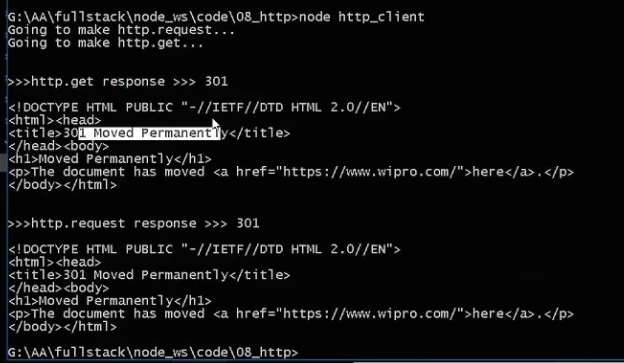 G:\AA\fullstack\node_ws\code\08_http>node http_client
Going to make http.request...
Going to make http.get...
>>>http.get response >>> 301
<!DOCTYPE HTML PUBLIC "-//IETF//DTD HTML 2.0//EN">
<html><head>
<title>301 Moved Permanently</title>
</head><body>
<h1>Moved Permanently</h1>
<p>The document has moved <a href="https://www.wipro.com/">here</a>.</p>
</body></html>
>>>http.request response >>> 301
<!DOCTYPE HTML PUBLIC "-//IETF//DTD HTML 2.0//EN">
<html><head>
<title>301 Moved Permanently</title>
</head><body>
<h1>Moved Permanently</h1>
<p>The document has moved <a href="https://www.wipro.com/">here</a>.</p>
</body></html>
G:\AA\fullstack\node_ws\code\08_http>